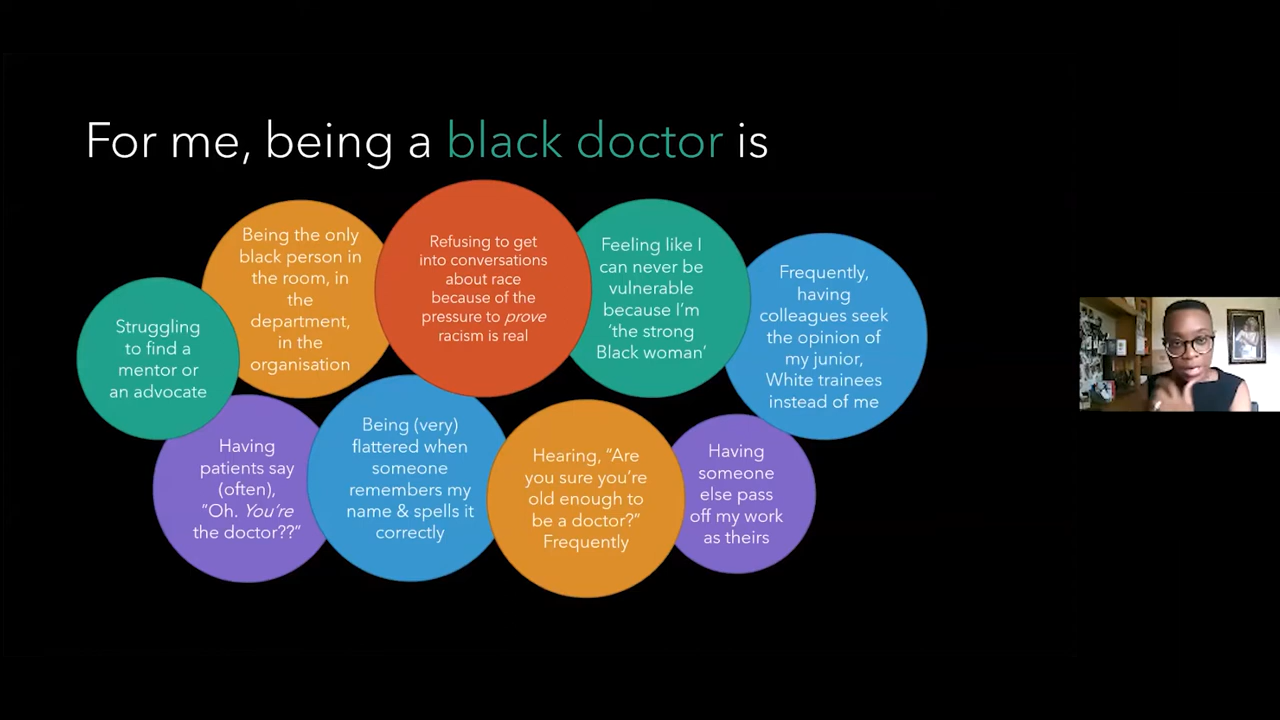 For me, being a black doctor is
Struggling
to find a
mentor or
an advocate
Being the only
black person in
the room, in
the
department,
in the
organisation
Refusing to get
into conversations
about race
because of the
pressure to prove
racism is real
Feeling like I
can never be
vulnerable
because I’m
‘the strong
Black woman’
Frequently,
having
colleagues seek
the opinion of
my junior,
White trainees
instead of me
Having
patients say
(often),
“Oh. You’re
the doctor??”
Being (very)
flattered when
someone
remembers my
name & spells it
correctly
Hearing, “Are
you sure you’re
old enough to
be a doctor?”
Frequently
Having
someone
else pass
off my work
as theirs